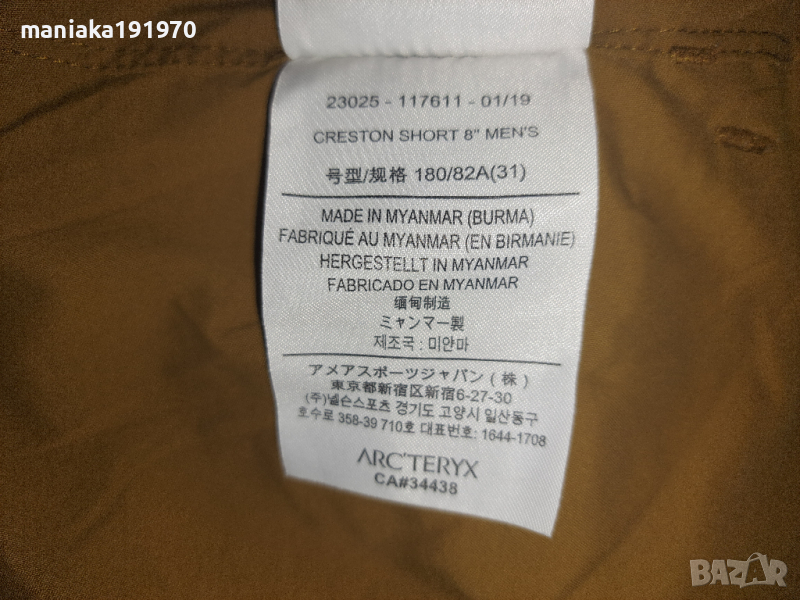 maniaka191970
23025 - 117611 - 01/19
CRESTON SHORT 8" MEN'S
号型/规格 180/82A(31)
MADE IN MYANMAR (BURMA)
FABRIQUÉ AU MYANMAR (EN BIRMANIE)
HERGESTELLT IN MYANMAR
FABRICADO EN MYANMAR
缅甸制造
ミャンマー製
제조국 : 미얀마
アメアスポーツジャパン ( 株 )
東京都新宿区新宿6-27-30
(주)넬슨스포츠 경기도 고양시 일산동구
호수로 358-39 710호 대표번호: 1644-1708
ARC'TERYX
CA#34438
BAZAR